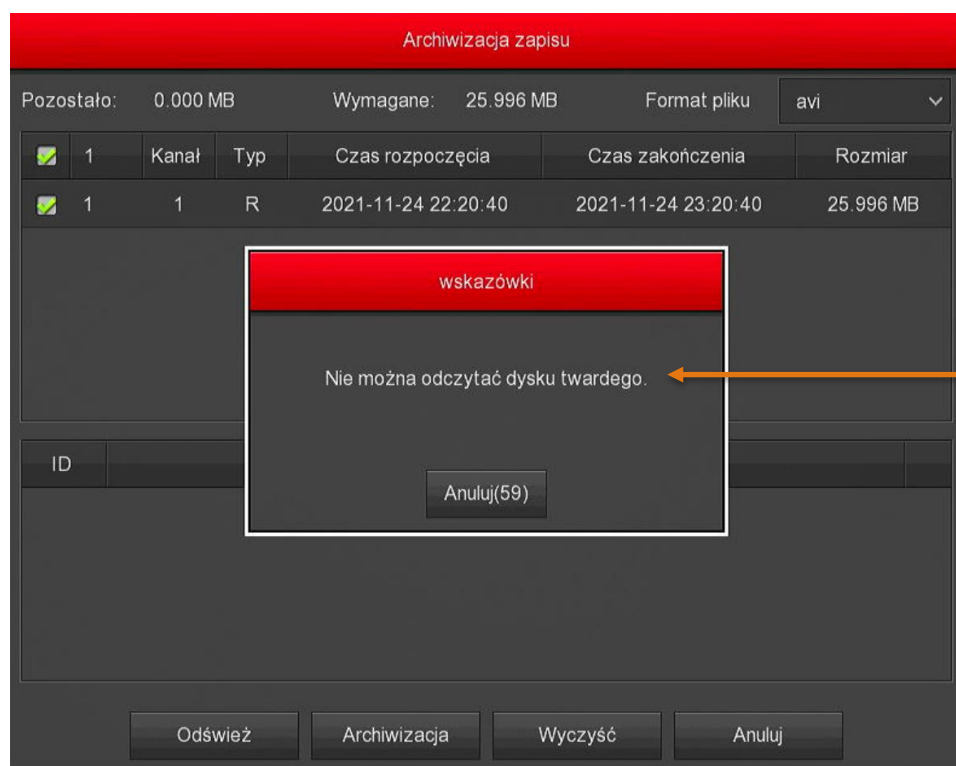 Archiwizacja zapisu
Pozostało: 0.000 MB Wymagane: 25.996 MB Format pliku avi
1 Kanał Typ Czas rozpoczęcia Czas zakończenia Rozmiar
1 1 R 2021-11-24 22:20:40 2021-11-24 23:20:40 25.996 MB
wskazówki
Nie można odczytać dysku twardego.
ID
Anuluj(59)
Odśwież Archiwizacja Wyczyść Anuluj